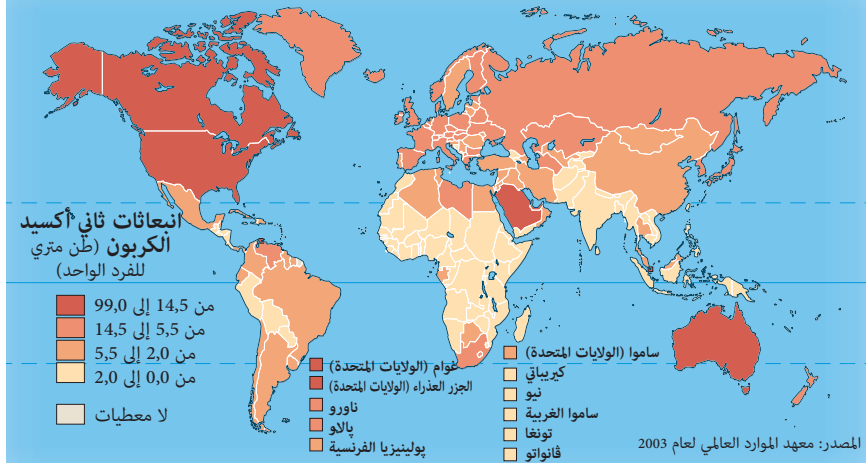 انبعاثات ثاني أكسيد
الكربون (طن متري
للفرد الواحد)
من 14,5 إلى 99,0
من 5,5 إلى 14,5
من 2,0 إلى 5,5
من 0,0 إلى 2,0
لا معطيات
غوام (الولايات المتحدة)
الجزر العذراء (الولايات المتحدة)
ناورو
پالاو
پولينيزيا الفرنسية
ساموا (الولايات المتحدة)
كيريباتي
نيو
ساموا الغربية
تونغا
ڤانواتو
المصدر: معهد الموارد العالمي لعام 2003